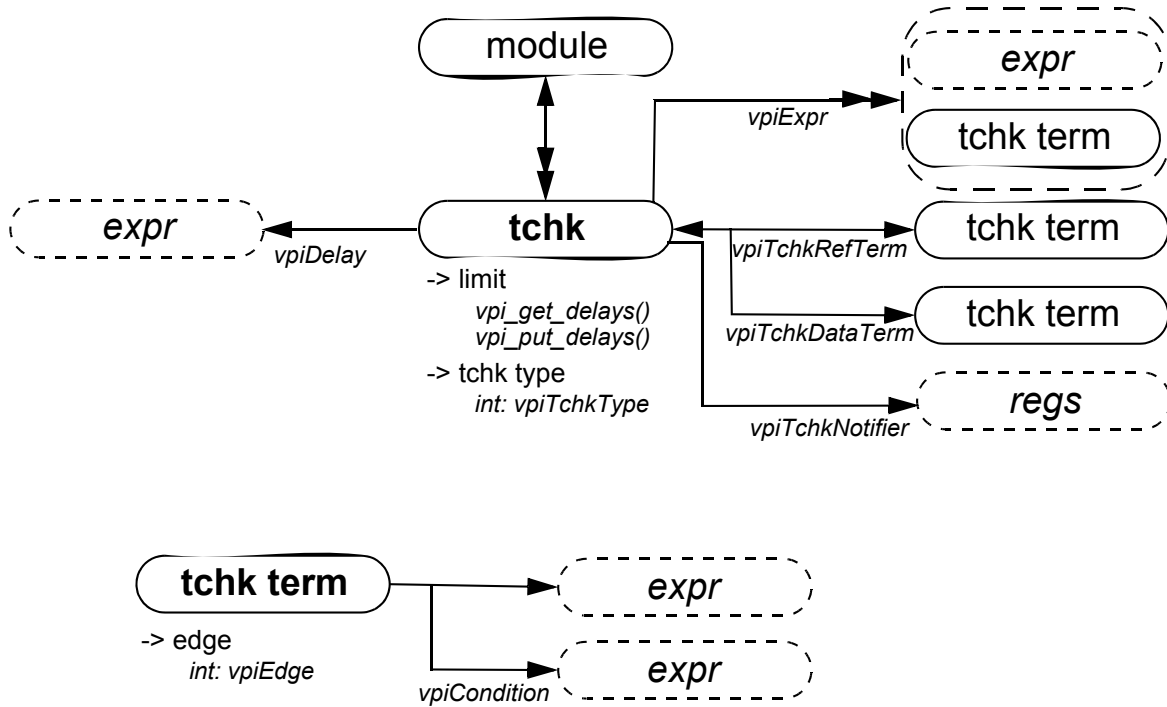 module
expr
vpiExpr
tchk term
expr
vpiDelay
tchk
vpiTchkRefTerm
tchk term
-> limit
vpi_get_delays()
vpi_put_delays()
vpiTchkDataTerm
tchk term
-> tchk type
int: vpiTchkType
vpiTchkNotifier
regs
tchk term
expr
-> edge
int: vpiEdge
vpiCondition
expr